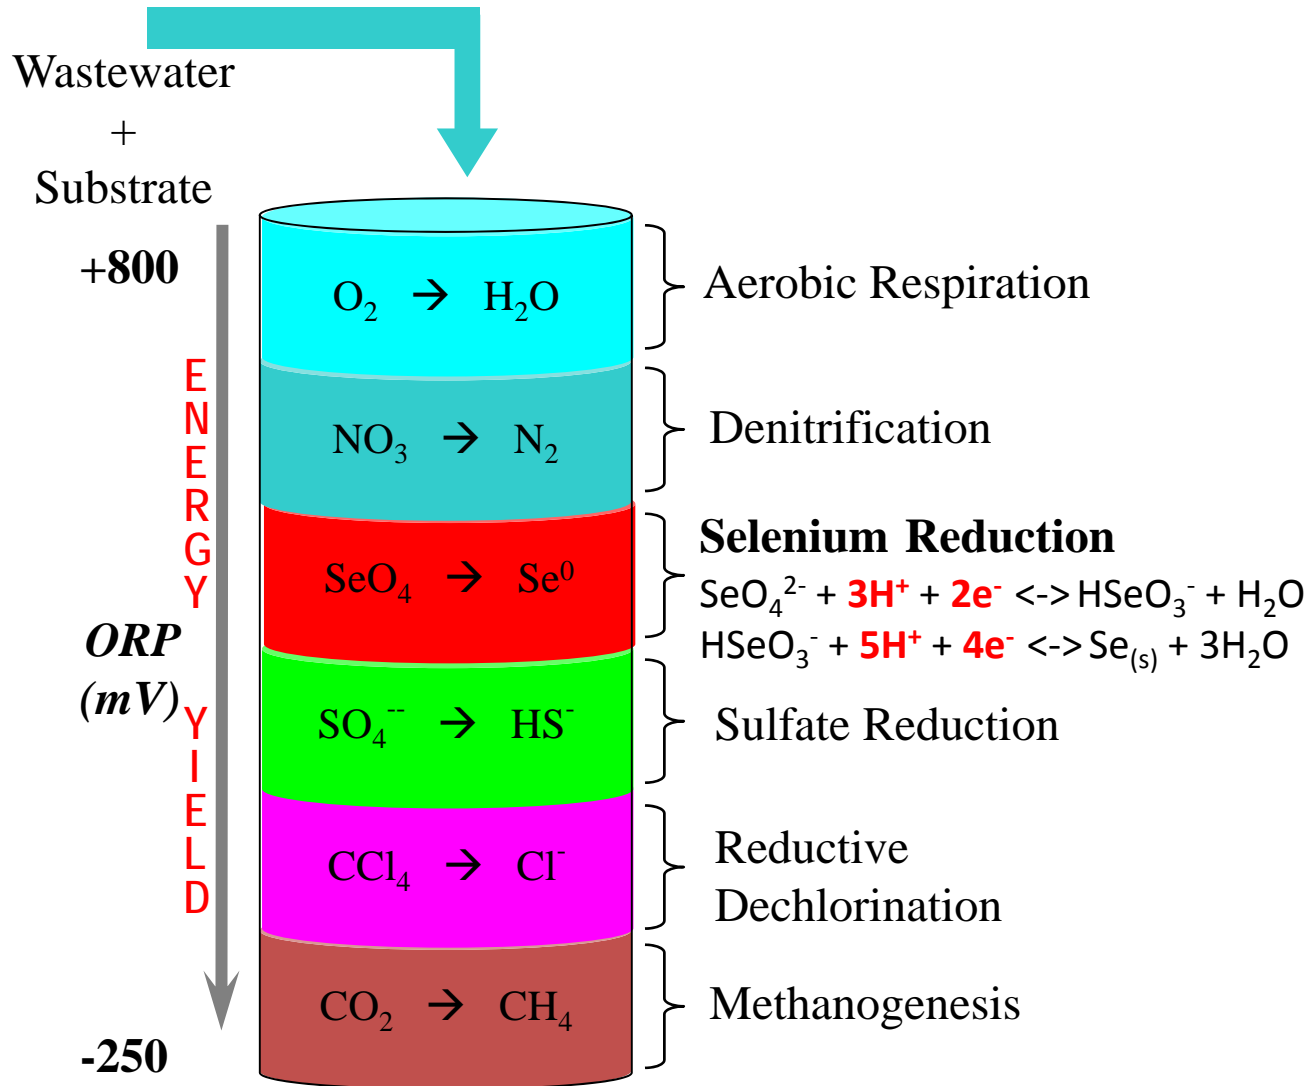 Wastewater
+
Substrate
+800
ENERGY YIELD
ORP
(mV)
-250
O₂ → H₂O
Aerobic Respiration
NO₃ → N₂
Denitrification
SeO₄ → Se⁰
Selenium Reduction
SeO₄²⁻ + 3H⁺ + 2e⁻ <-> HSeO₃⁻ + H₂O
HSeO₃⁻ + 5H⁺ + 4e⁻ <-> Se₍s₎ + 3H₂O
SO₄⁻⁻ → HS⁻
Sulfate Reduction
CCl₄ → Cl⁻
Reductive
Dechlorination
CO₂ → CH₄
Methanogenesis